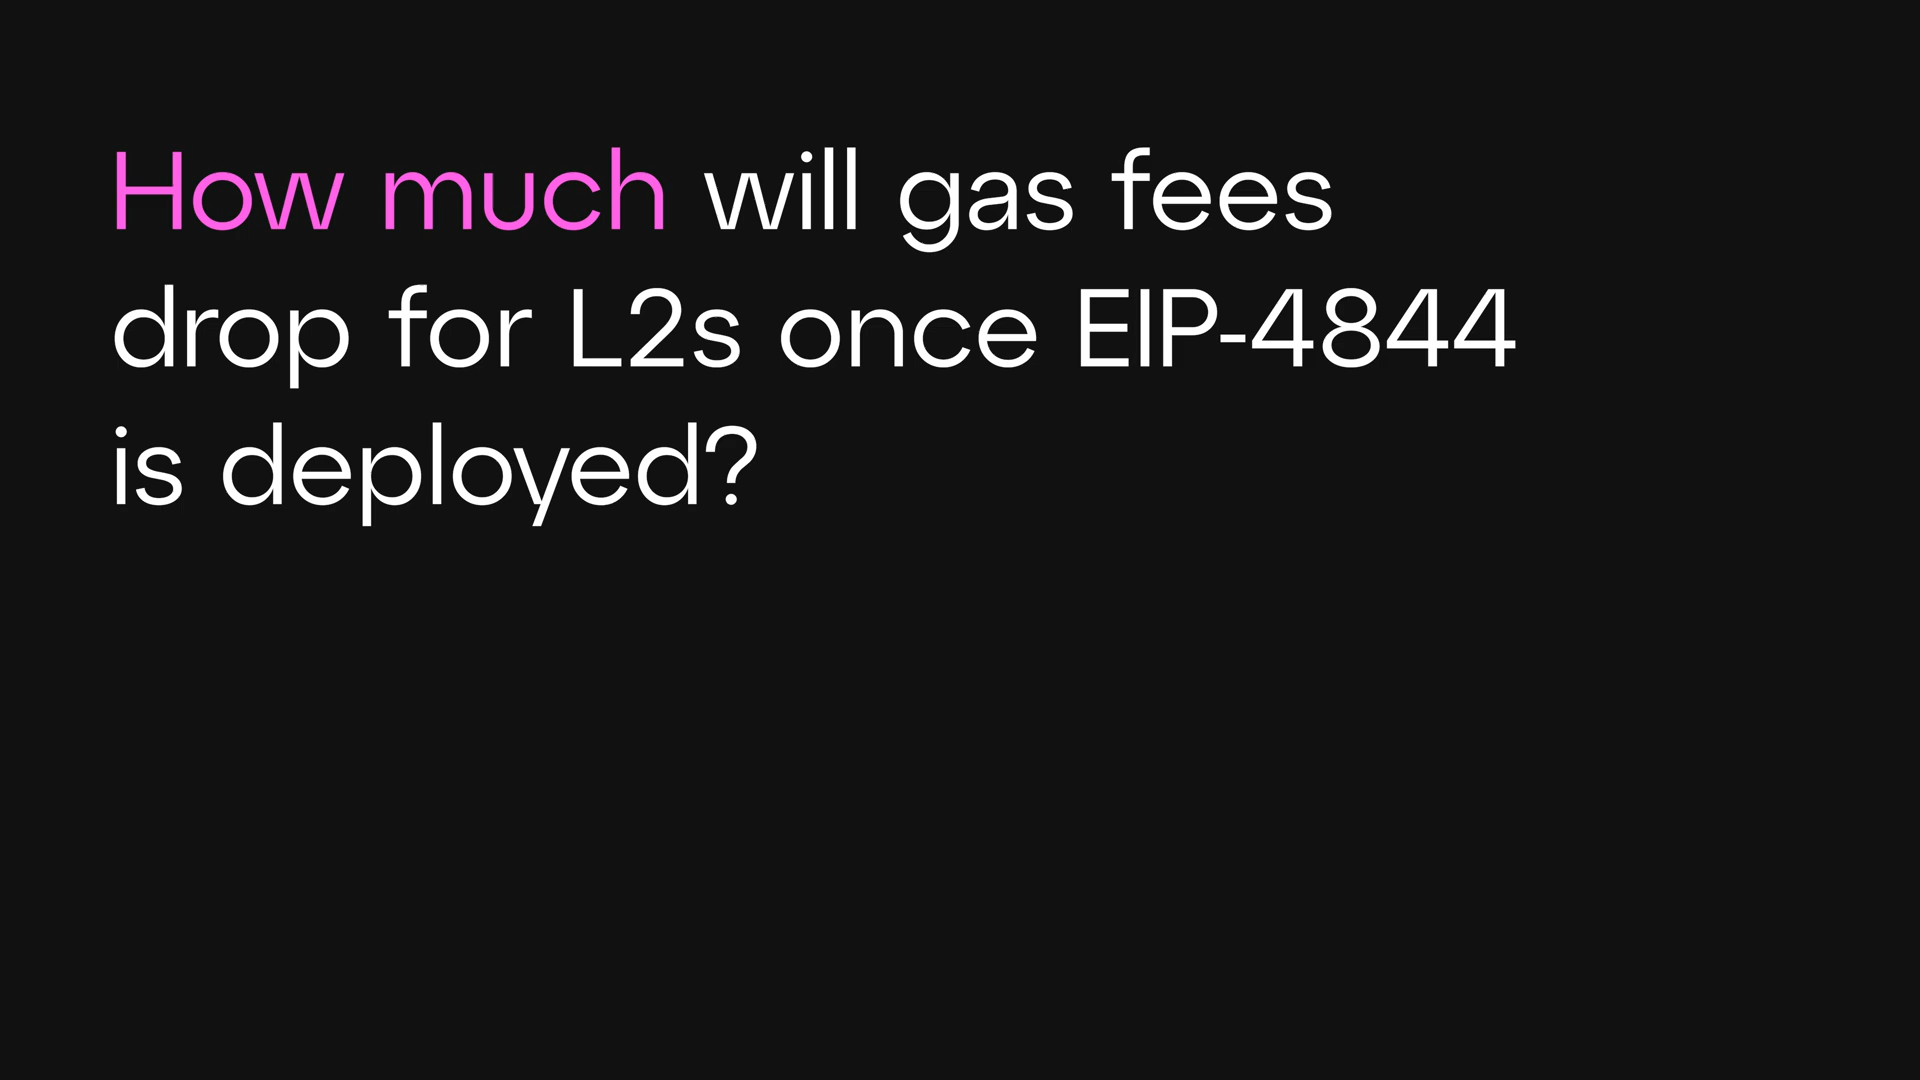 How much will gas fees
drop for L2s once EIP-4844
is deployed?